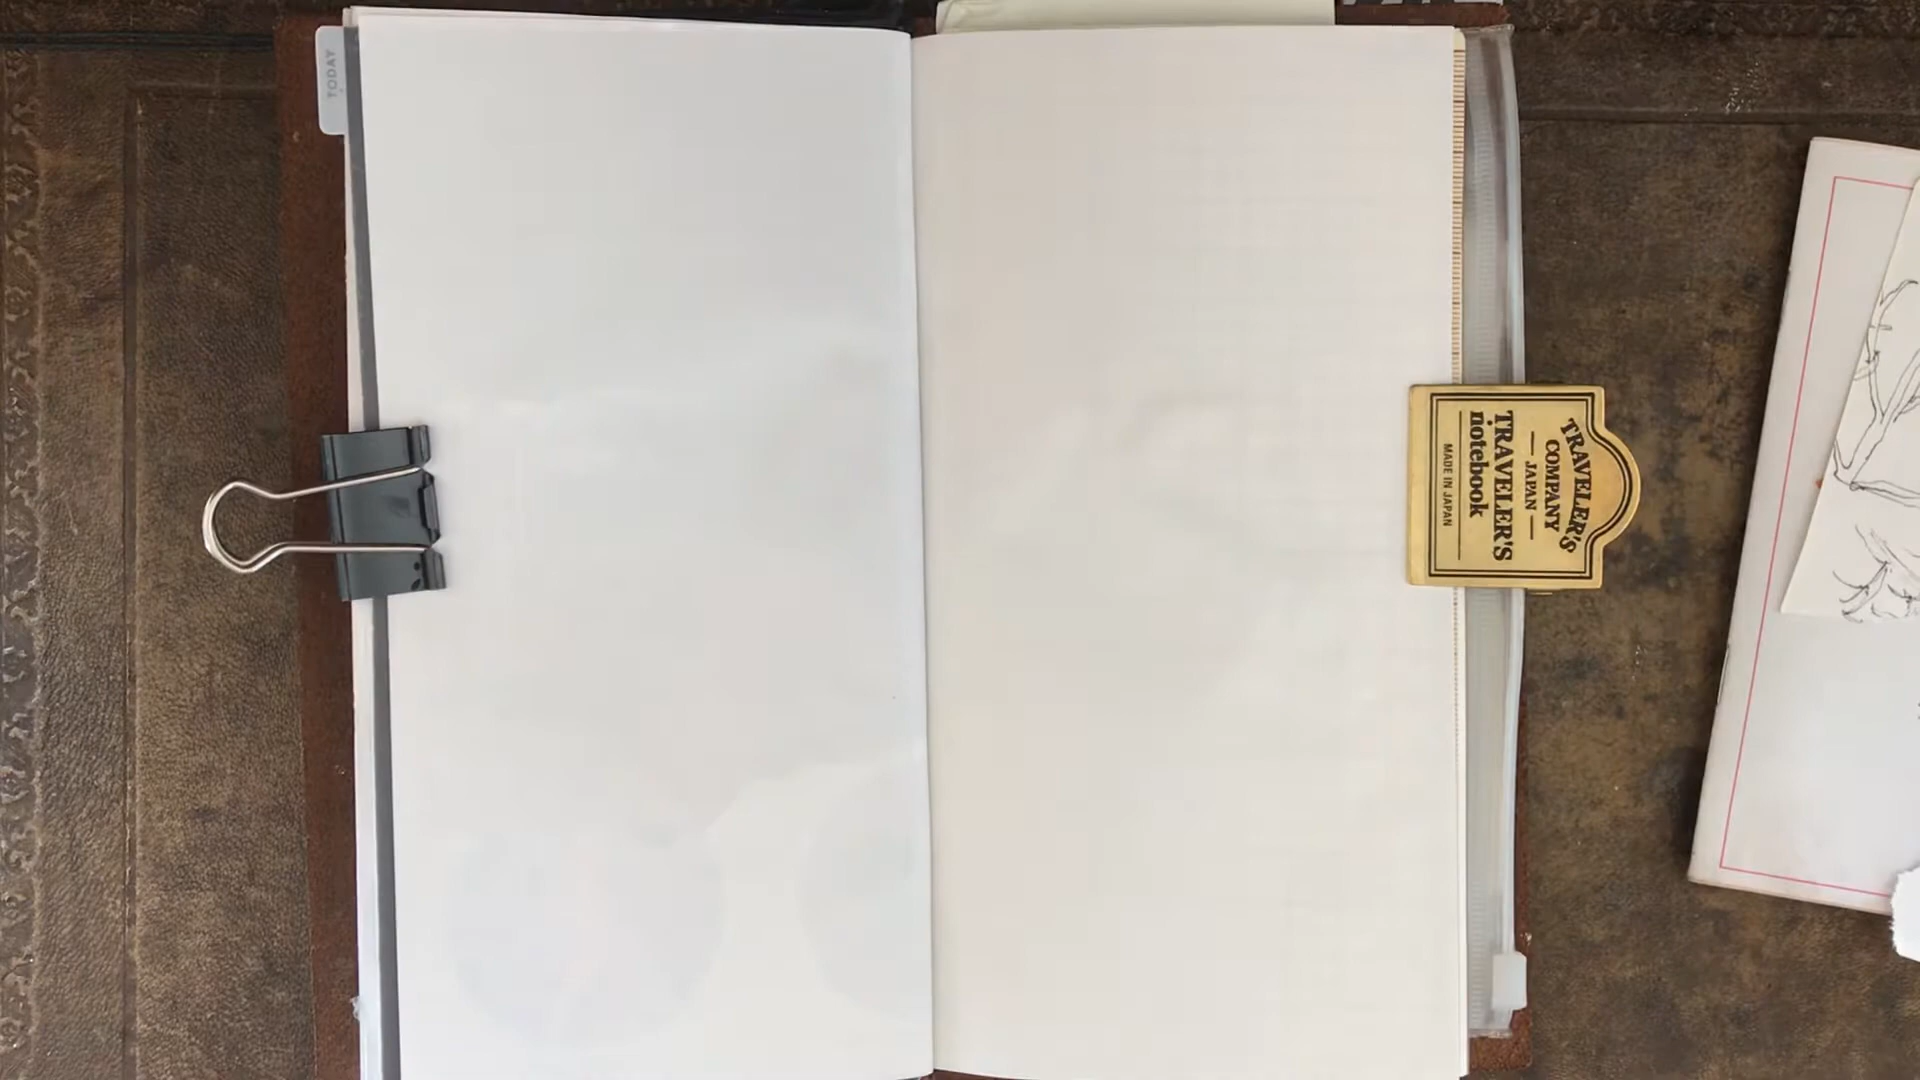 TODAY
TRAVELER'S
COMPANY
— JAPAN —
TRAVELER'S
notebook
MADE IN JAPAN